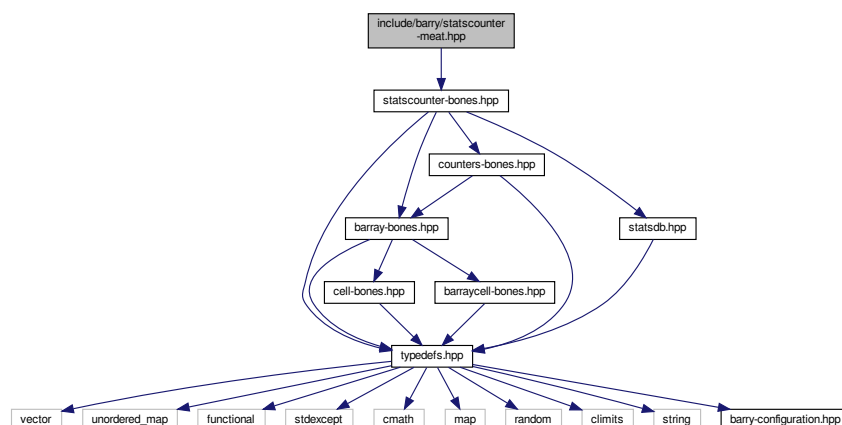 include/barry/statscounter
-meat.hpp
statscounter-bones.hpp
counters-bones.hpp
barray-bones.hpp
statsdb.hpp
cell-bones.hpp
barraycell-bones.hpp
typedefs.hpp
vector
unordered_map
functional
stdexcept
cmath
map
random
climits
string
barry-configuration.hpp